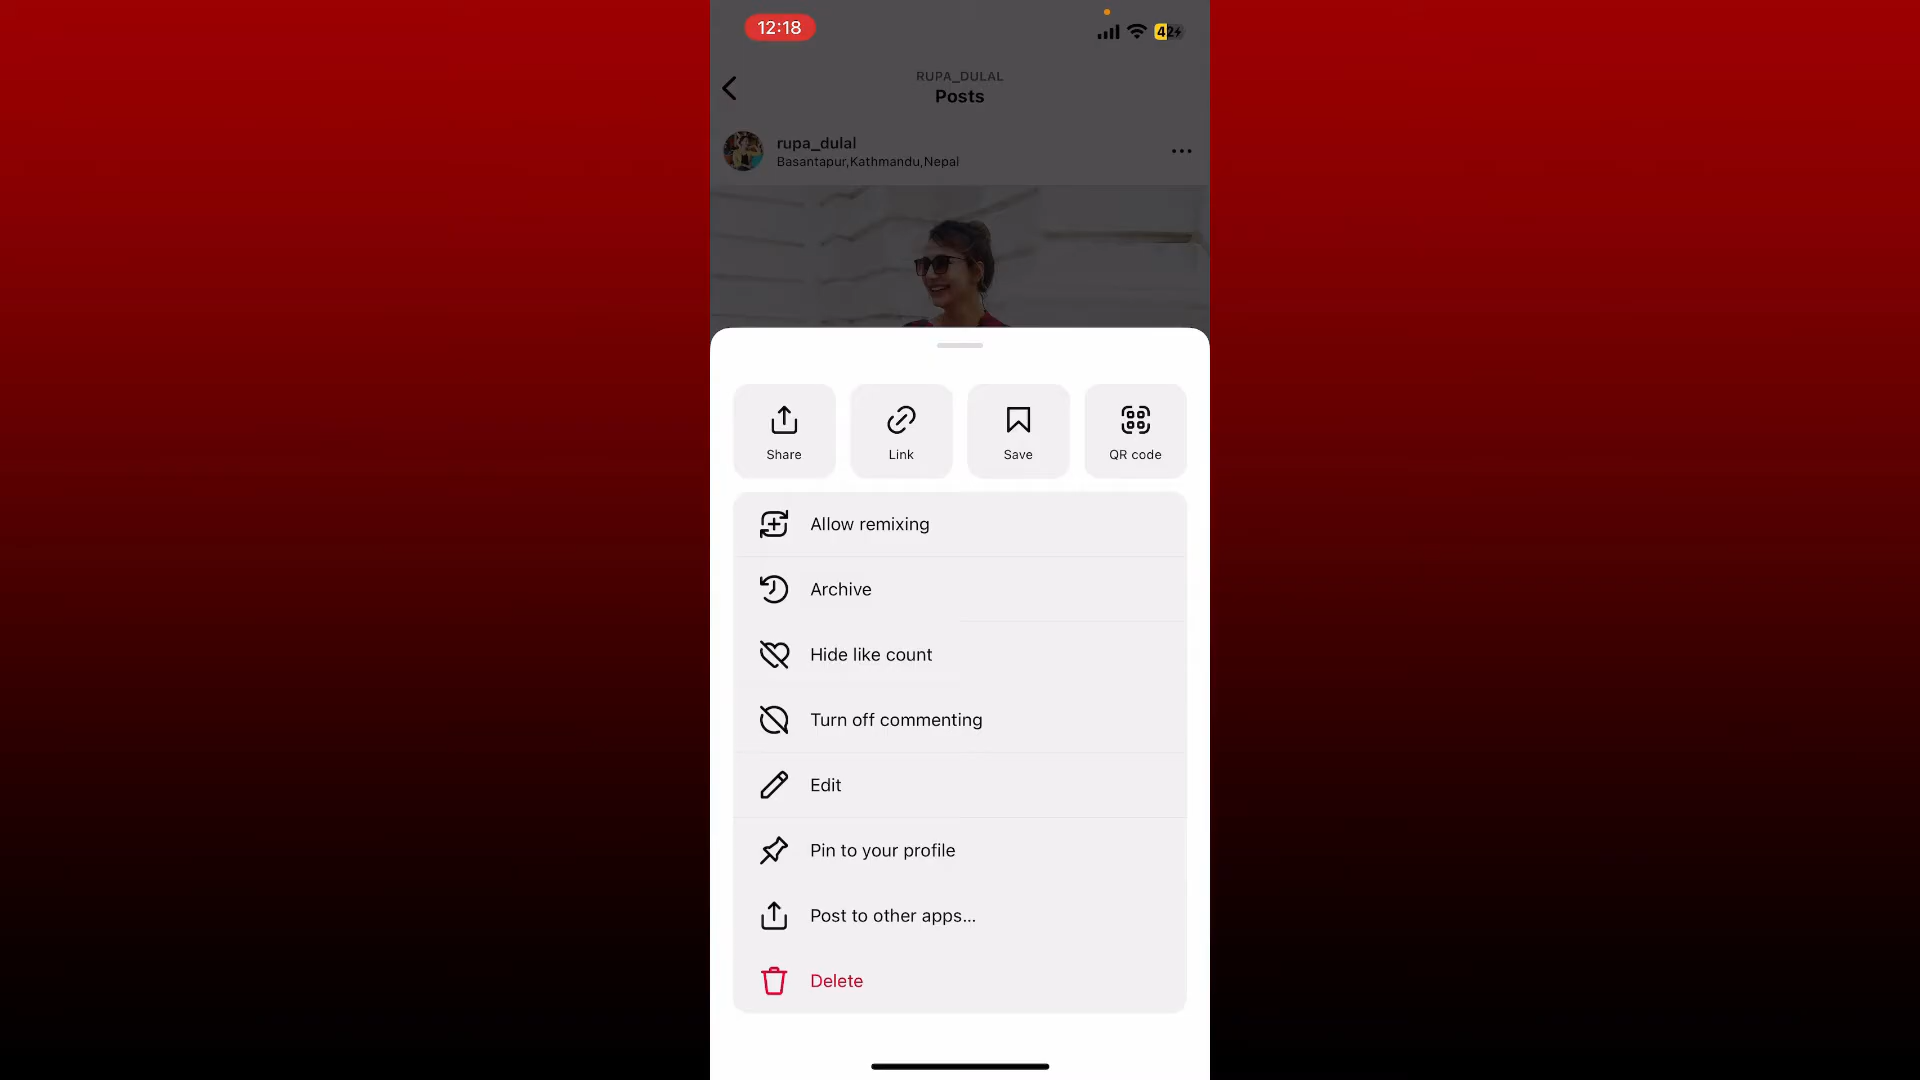 12:18
42
RUPA_DULAL
Posts
rupa_dulal
Basantapur,Kathmandu,Nepal
Share
Link
Save
QR code
Allow remixing
Archive
Hide like count
Turn off commenting
Edit
Pin to your profile
Post to other apps...
Delete